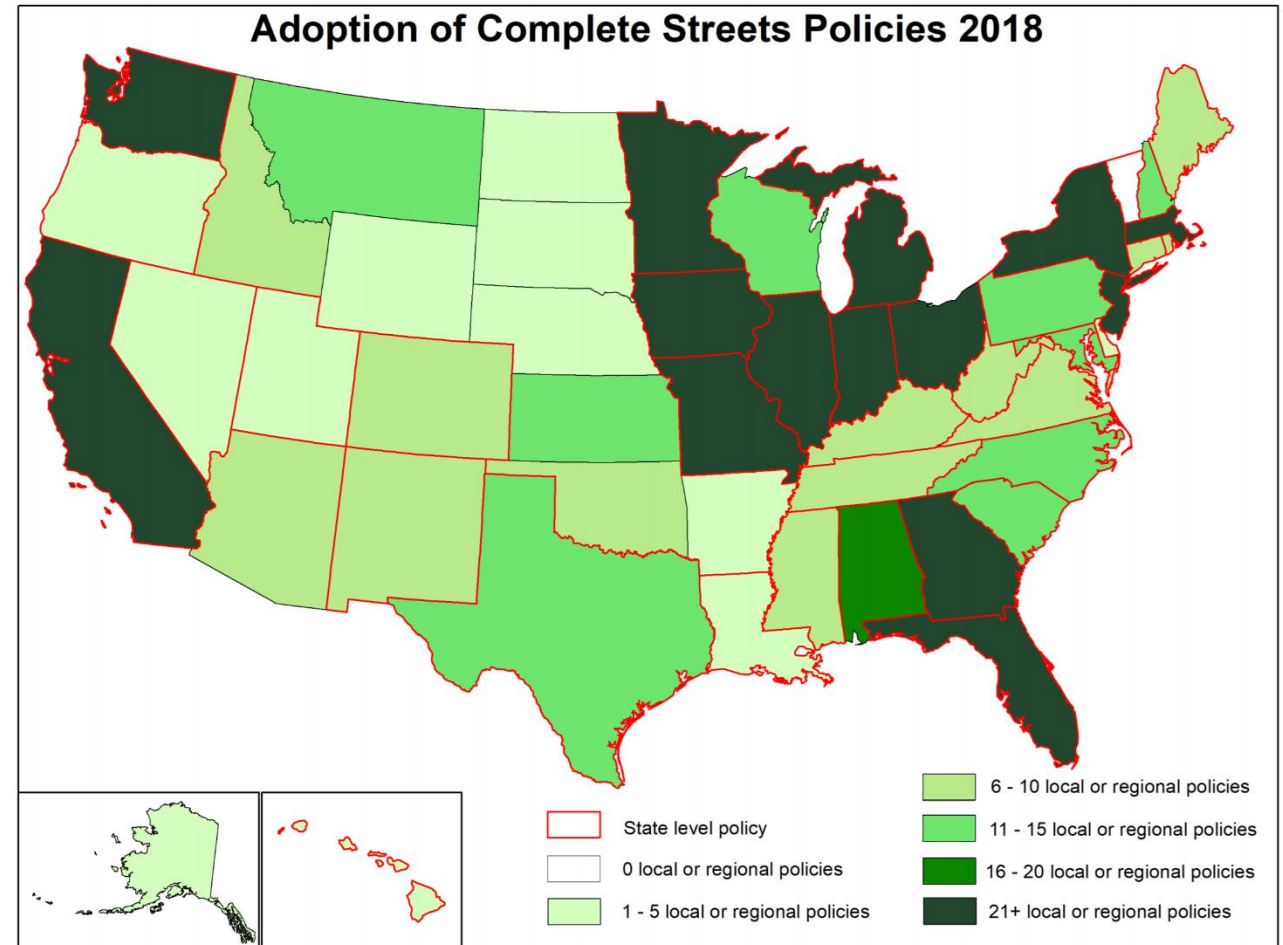 Adoption of Complete Streets Policies 2018
State level policy
0 local or regional policies
1 - 5 local or regional policies
6 - 10 local or regional policies
11 - 15 local or regional policies
16 - 20 local or regional policies
21+ local or regional policies